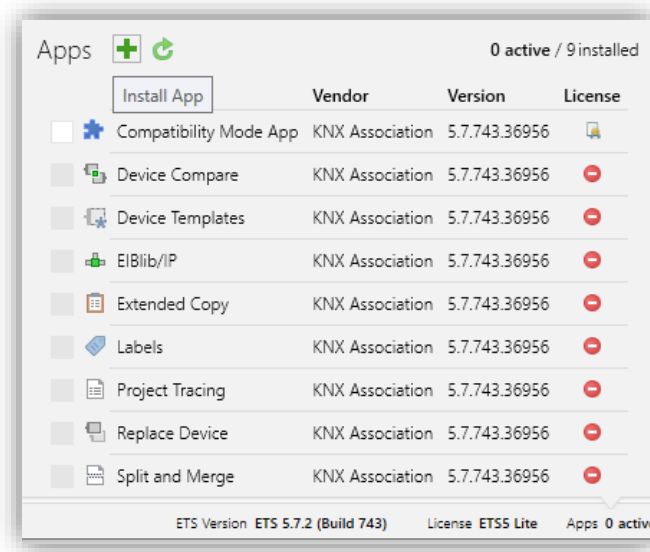 Apps 0 active / 9 installed
Install App Vendor Version License
Compatibility Mode App KNX Association 5.7.743.36956
Device Compare KNX Association 5.7.743.36956
Device Templates KNX Association 5.7.743.36956
EIBlib/IP KNX Association 5.7.743.36956
Extended Copy KNX Association 5.7.743.36956
Labels KNX Association 5.7.743.36956
Project Tracing KNX Association 5.7.743.36956
Replace Device KNX Association 5.7.743.36956
Split and Merge KNX Association 5.7.743.36956
ETS Version ETS 5.7.2 (Build 743) License ETS5 Lite Apps 0 active